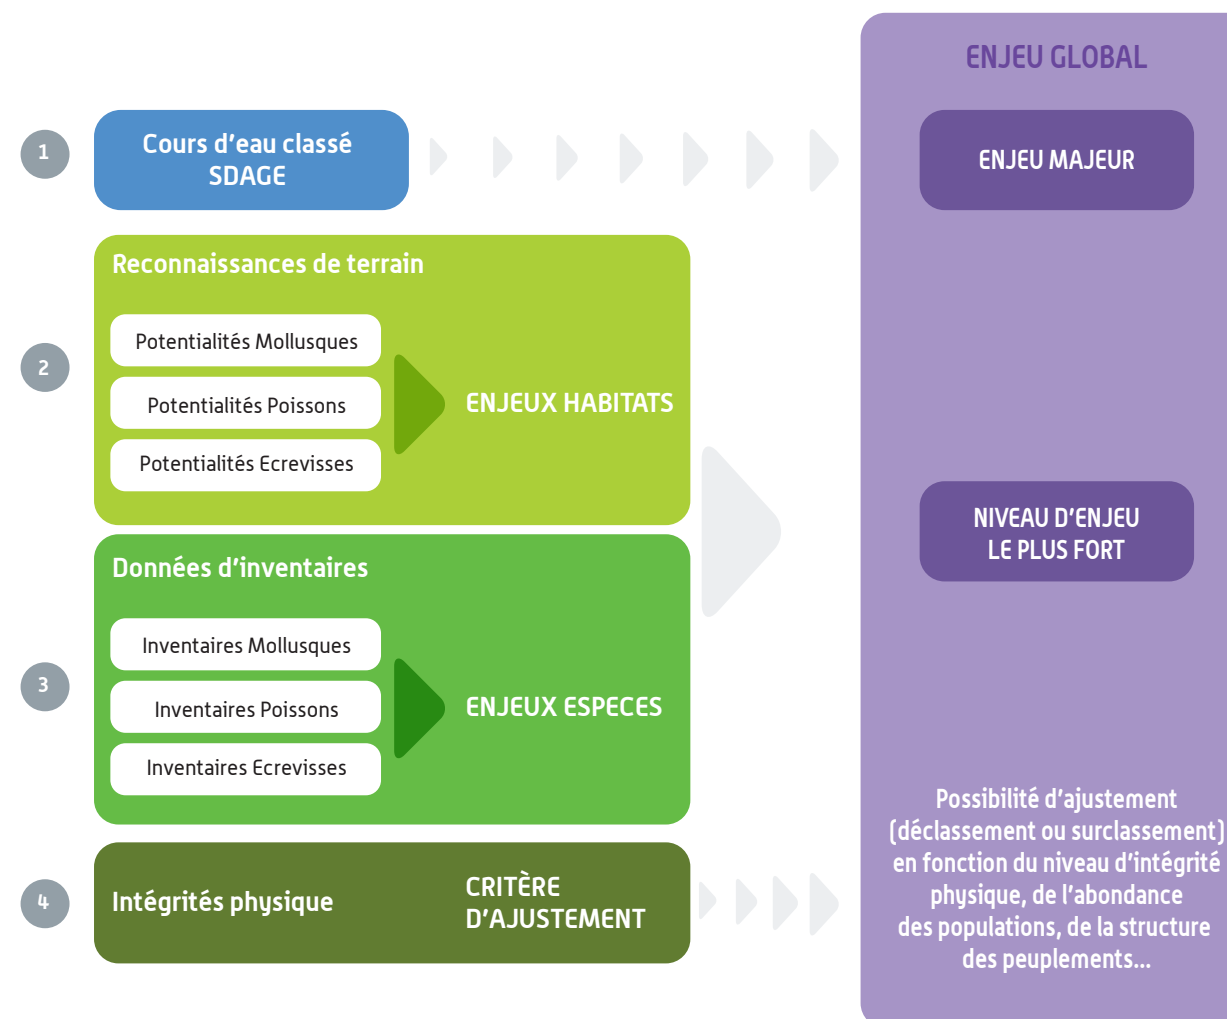 ENJEU GLOBAL
1
Cours d'eau classé
SDAGE
ENJEU MAJEUR
Reconnaissances de terrain
2
Potentialités Mollusques
Potentialités Poissons
Potentialités Ecrevisses
ENJEUX HABITATS
NIVEAU D'ENJEU
LE PLUS FORT
Données d'inventaires
3
Inventaires Mollusques
Inventaires Poissons
Inventaires Ecrevisses
ENJEUX ESPECES
4
Intégrités physique
CRITÈRE
D'AJUSTEMENT
Possibilité d'ajustement
(déclassement ou surclassement)
en fonction du niveau d'intégrité
physique, de l'abondance
des populations, de la structure
des peuplements...